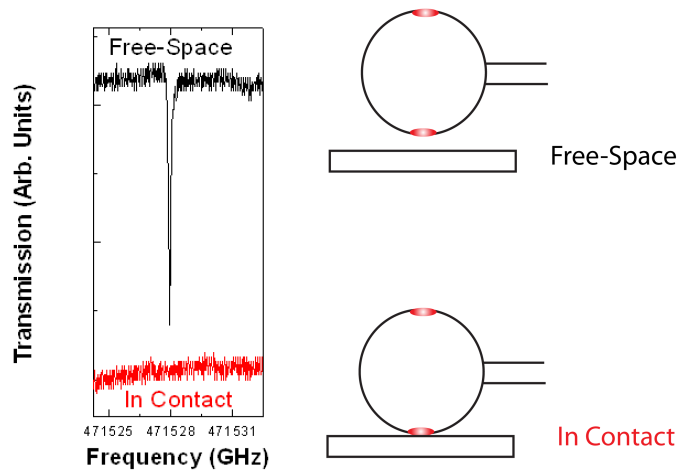 Free-Space
Transmission (Arb. Units)
In Contact
471525 471528 471531
Frequency (GHz)
Free-Space
In Contact